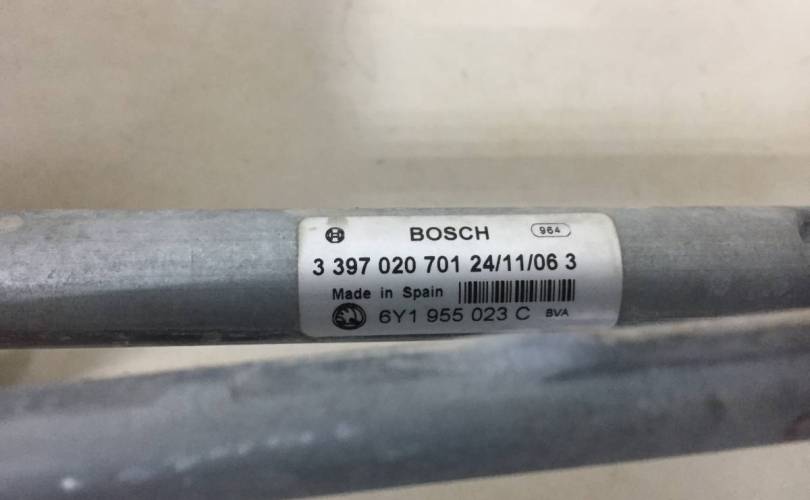 BOSCH 964
3 397 020 701 24/11/06 3
Made in Spain
6Y1 955 023 C BVA